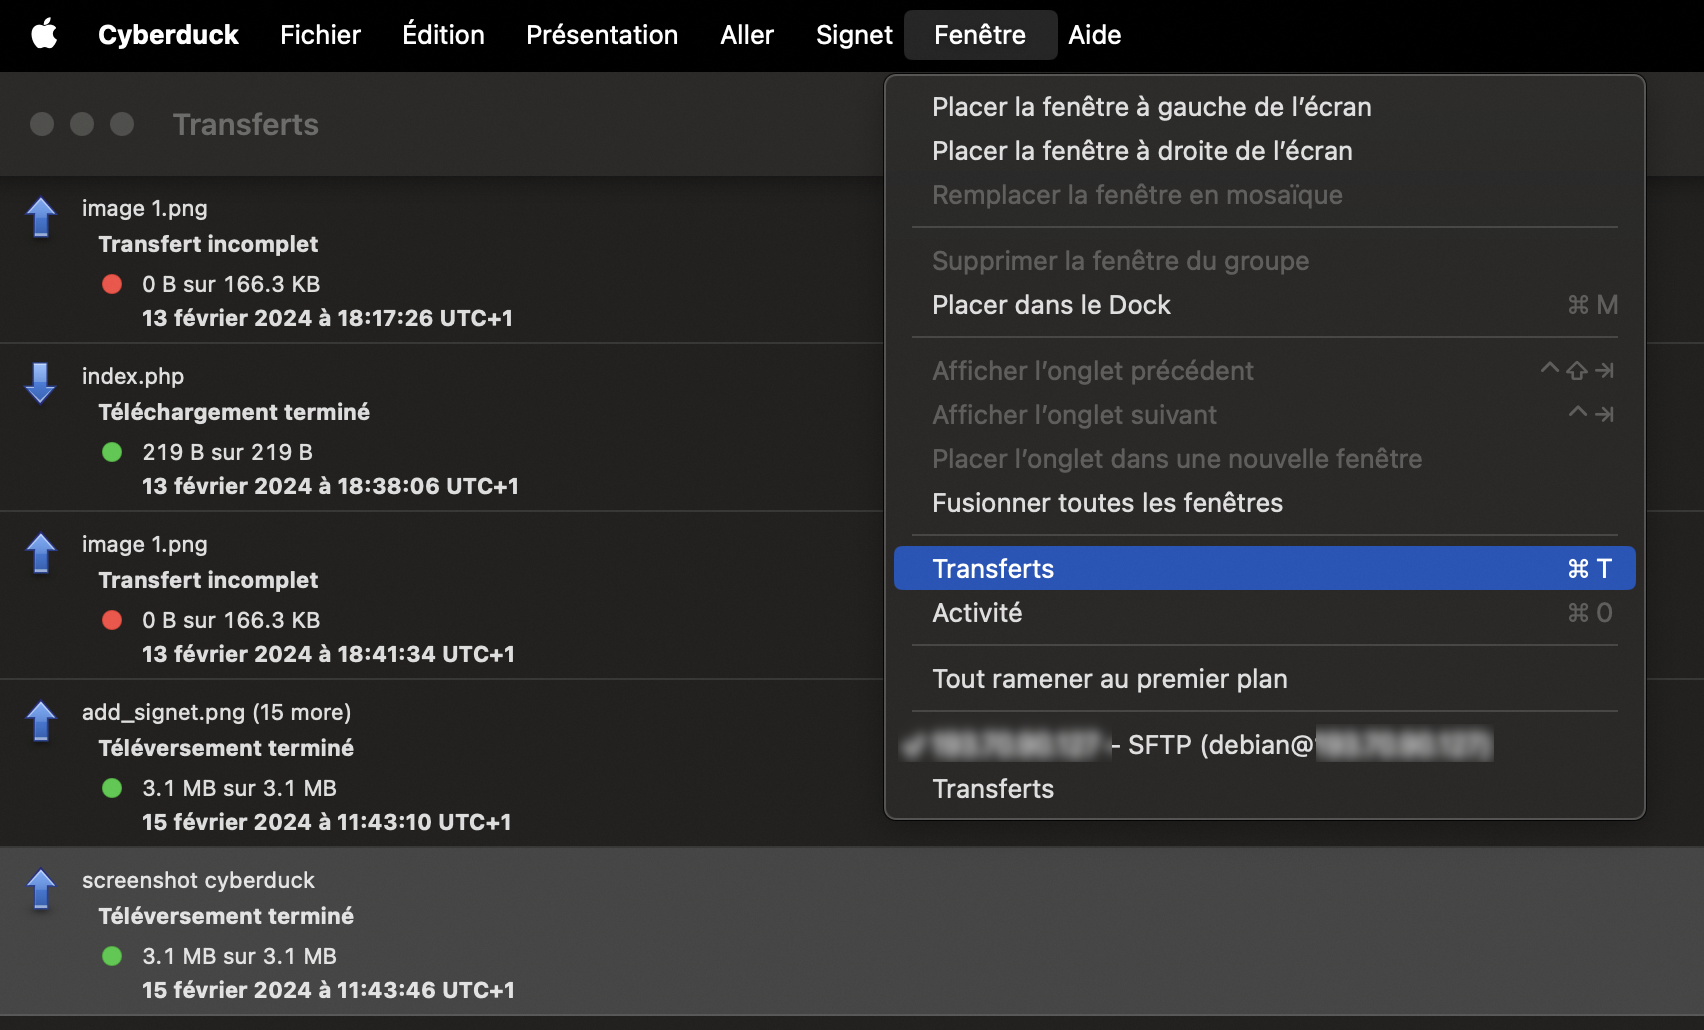 Cyberduck Fichier Édition Présentation Aller Signet Fenêtre Aide
Transferts
image 1.png
Transfert incomplet
0 B sur 166.3 KB
13 février 2024 à 18:17:26 UTC+1
index.php
Téléchargement terminé
219 B sur 219 B
13 février 2024 à 18:38:06 UTC+1
image 1.png
Transfert incomplet
0 B sur 166.3 KB
13 février 2024 à 18:41:34 UTC+1
add_signet.png (15 more)
Téléversement terminé
3.1 MB sur 3.1 MB
15 février 2024 à 11:43:10 UTC+1
screenshot cyberduck
Téléversement terminé
3.1 MB sur 3.1 MB
15 février 2024 à 11:43:46 UTC+1
Placer la fenêtre à gauche de l’écran
Placer la fenêtre à droite de l’écran
Remplacer la fenêtre en mosaïque
Supprimer la fenêtre du groupe
Placer dans le Dock ⌘ M
Afficher l’onglet précédent ⌃⇧⇥
Afficher l’onglet suivant ⌃⇥
Placer l’onglet dans une nouvelle fenêtre
Fusionner toutes les fenêtres
Transferts ⌘ T
Activité ⌘ 0
Tout ramener au premier plan
– SFTP (debian@
Transferts